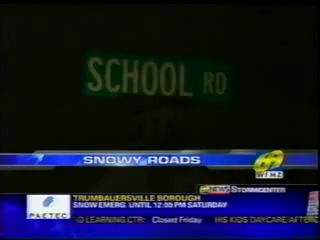 SCHOOL RD
69
WFMZ
SNOWY ROADS
69 NEWS STORMCENTER
TRUMBAUERSVILLE BOROUGH
SNOW EMERG. UNTIL 12:00 PM SATURDAY
PAETEC
D LEARNING CTR: Closed Friday HIS KIDS DAYCARE/AFTER